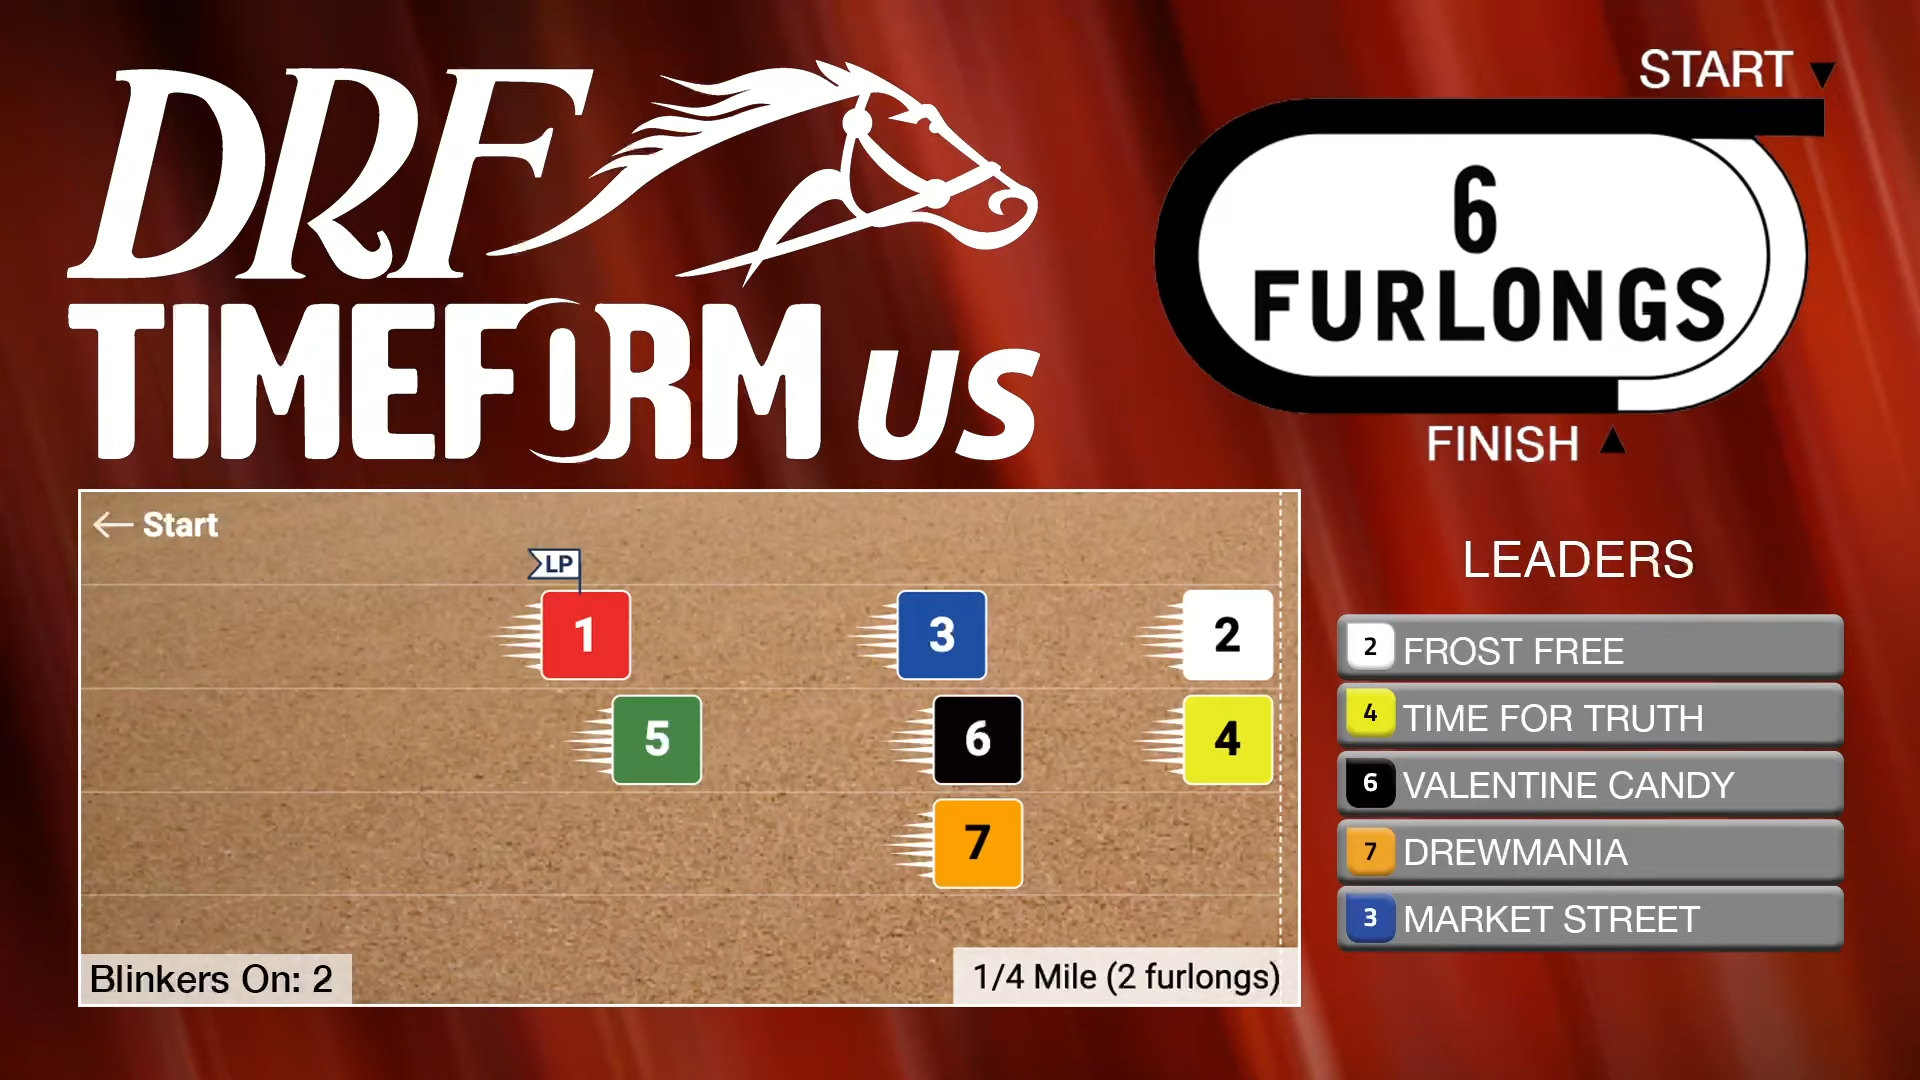 DRF
TIMEFORM US
START
6
FURLONGS
FINISH
← Start
LP
1
3
2
5
6
4
7
Blinkers On: 2
1/4 Mile (2 furlongs)
LEADERS
2 FROST FREE
4 TIME FOR TRUTH
6 VALENTINE CANDY
7 DREWMANIA
3 MARKET STREET